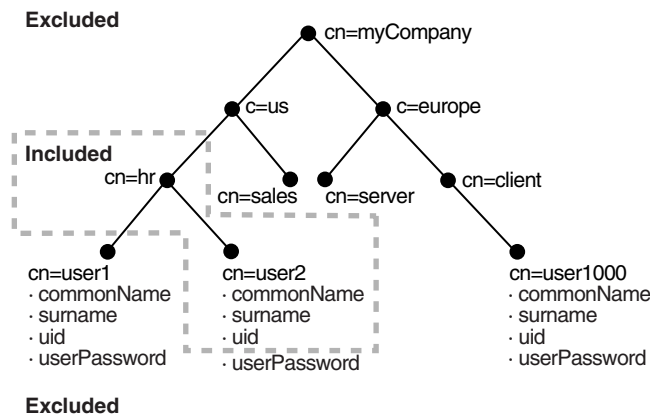 Excluded
cn=myCompany
c=us
c=europe
Included
cn=hr
cn=sales
cn=server
cn=client
cn=user1
· commonName
· surname
· uid
· userPassword
cn=user2
· commonName
· surname
· uid
· userPassword
cn=user1000
· commonName
· surname
· uid
· userPassword
Excluded